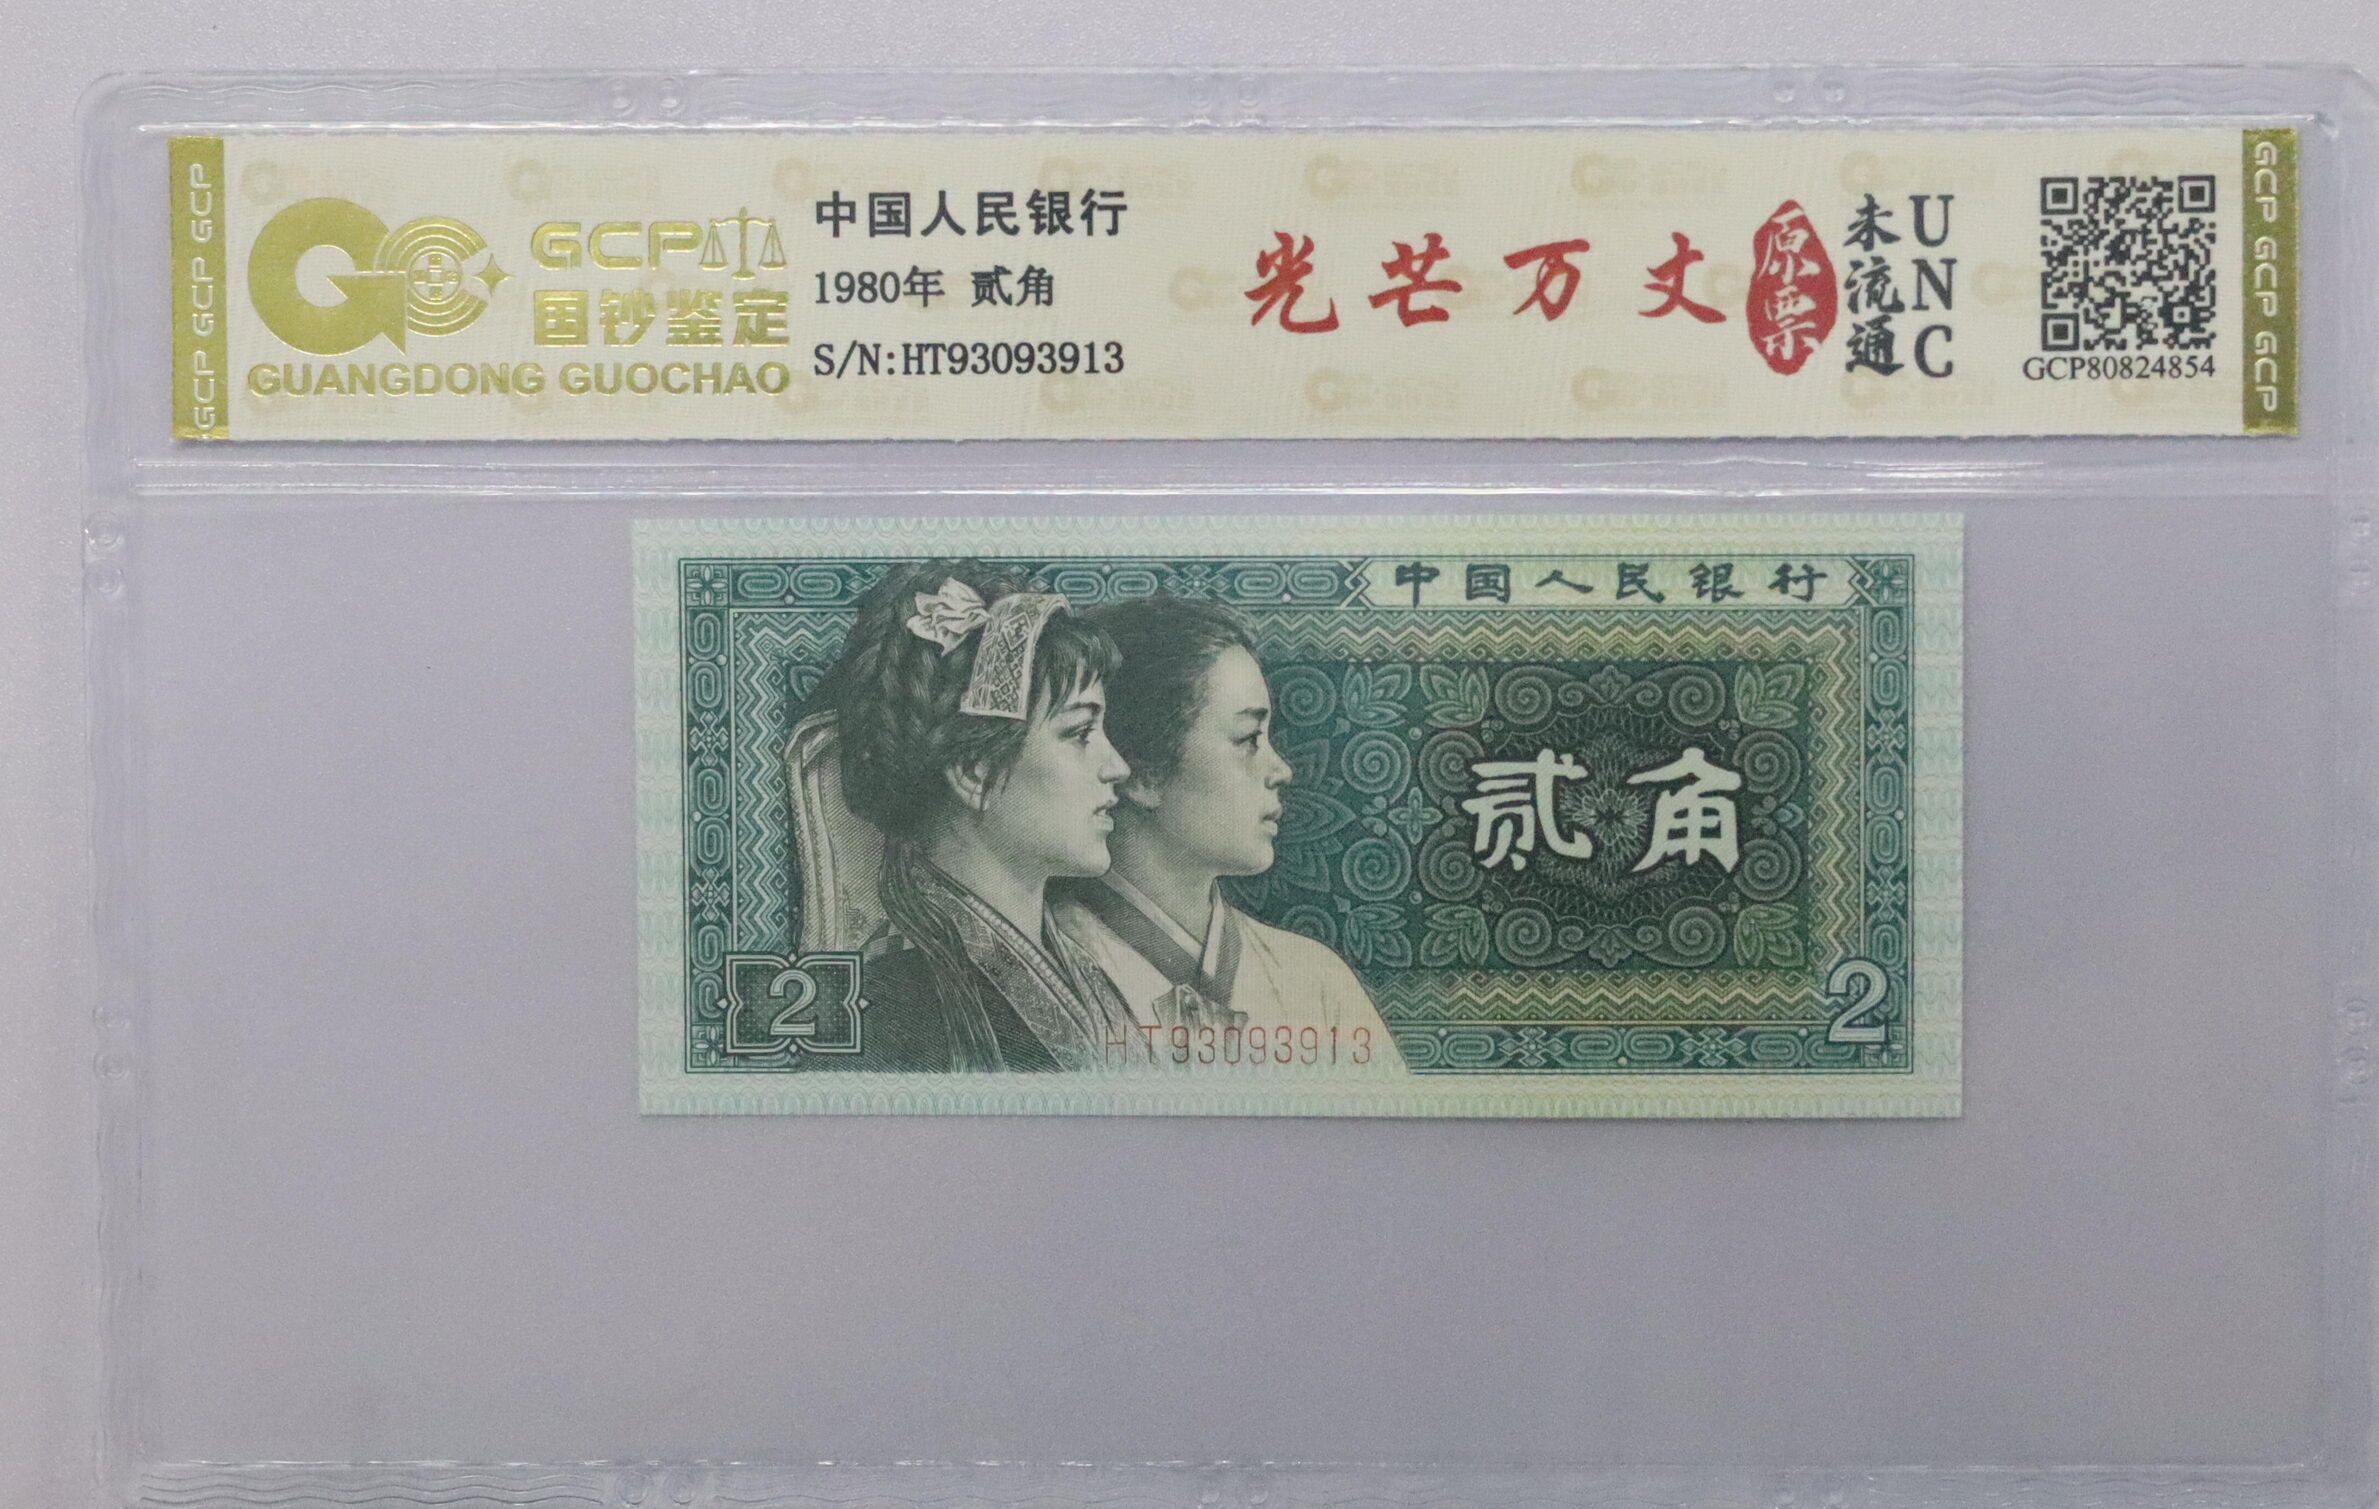 GCP GCP GCP
GCP
国钞鉴定
GUANGDONG GUOCHAO
中国人民银行
1980年 贰角
S/N:HT93093913
光芒万丈
原票
未流通
UNC
GCP80824854
GCP GCP GCP
中国人民银行
贰角
2
2
HT93093913